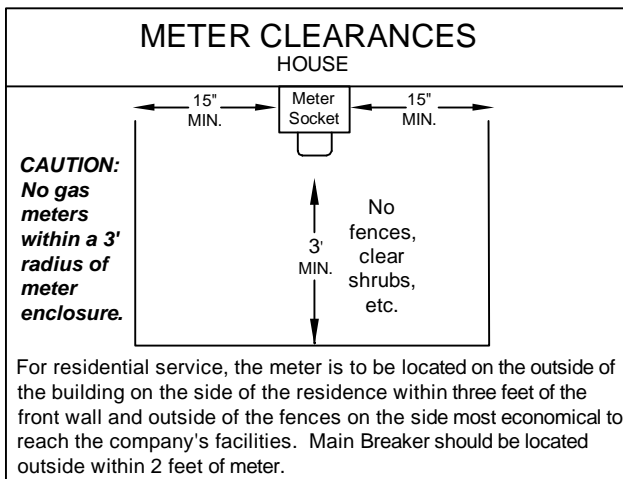 METER CLEARANCES
HOUSE
15"
MIN.
Meter
Socket
15"
MIN.
CAUTION:
No gas
meters
within a 3'
radius of
meter
enclosure.
3'
MIN.
No
fences,
clear
shrubs,
etc.
For residential service, the meter is to be located on the outside of
the building on the side of the residence within three feet of the
front wall and outside of the fences on the side most economical to
reach the company's facilities. Main Breaker should be located
outside within 2 feet of meter.